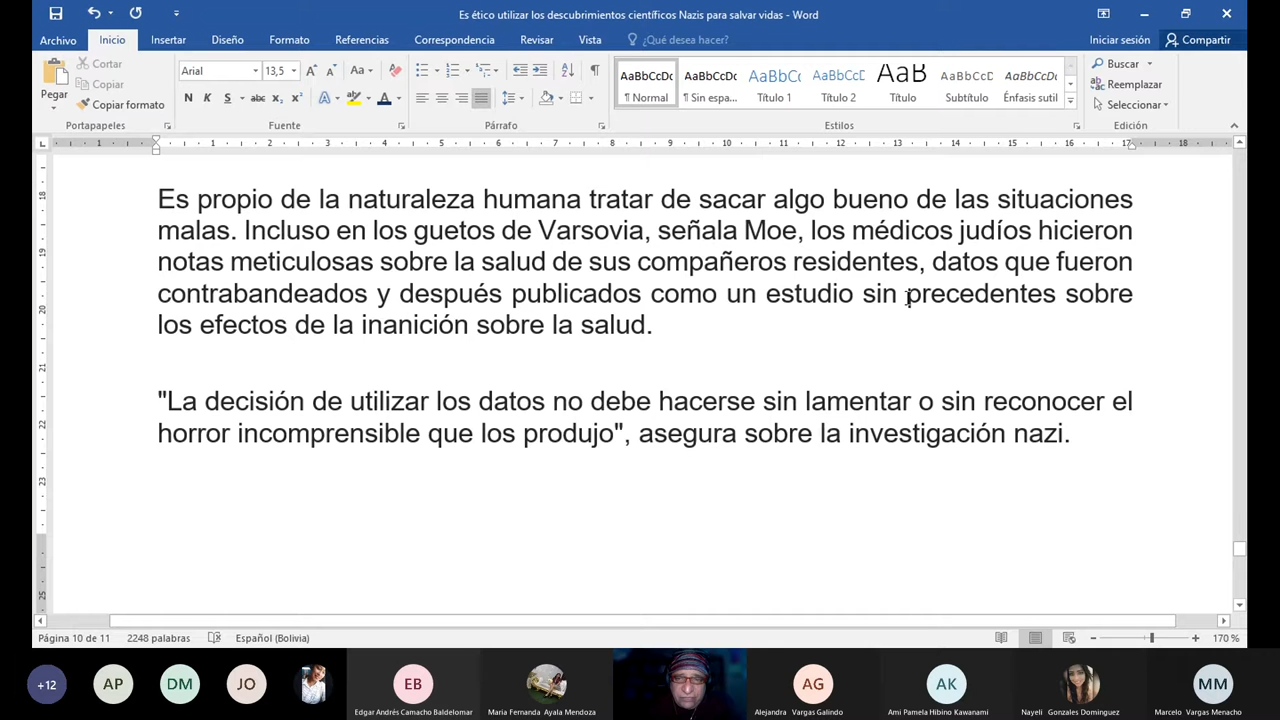 Es ético utilizar los descubrimientos científicos Nazis para salvar vidas - Word
Archivo Inicio Insertar Diseño Formato Referencias Correspondencia Revisar Vista ¿Qué desea hacer? Iniciar sesión Compartir
Pegar
Cortar
Copiar
Copiar formato
Portapapeles
Arial 13,5
Fuente
Párrafo
AaBbCcDc AaBbCcDc AaBbCc AaBbCcD AaB AaBbCcD AaBbCcDc
¶ Normal ¶ Sin espa... Título 1 Título 2 Título Subtítulo Énfasis sutil
Estilos
Buscar
Reemplazar
Seleccionar
Edición
Es propio de la naturaleza humana tratar de sacar algo bueno de las situaciones
malas. Incluso en los guetos de Varsovia, señala Moe, los médicos judíos hicieron
notas meticulosas sobre la salud de sus compañeros residentes, datos que fueron
contrabandeados y después publicados como un estudio sin precedentes sobre
los efectos de la inanición sobre la salud.
"La decisión de utilizar los datos no debe hacerse sin lamentar o sin reconocer el
horror incomprensible que los produjo", asegura sobre la investigación nazi.
Página 10 de 11 2248 palabras Español (Bolivia) 170 %
+12 AP DM JO EB AG AK MM
Edgar Andrés Camacho Baldelomar Maria Fernanda Ayala Mendoza Alejandra Vargas Galindo Ami Pamela Hibino Kawanami Nayeli Gonzales Dominguez Marcelo Vargas Menacho